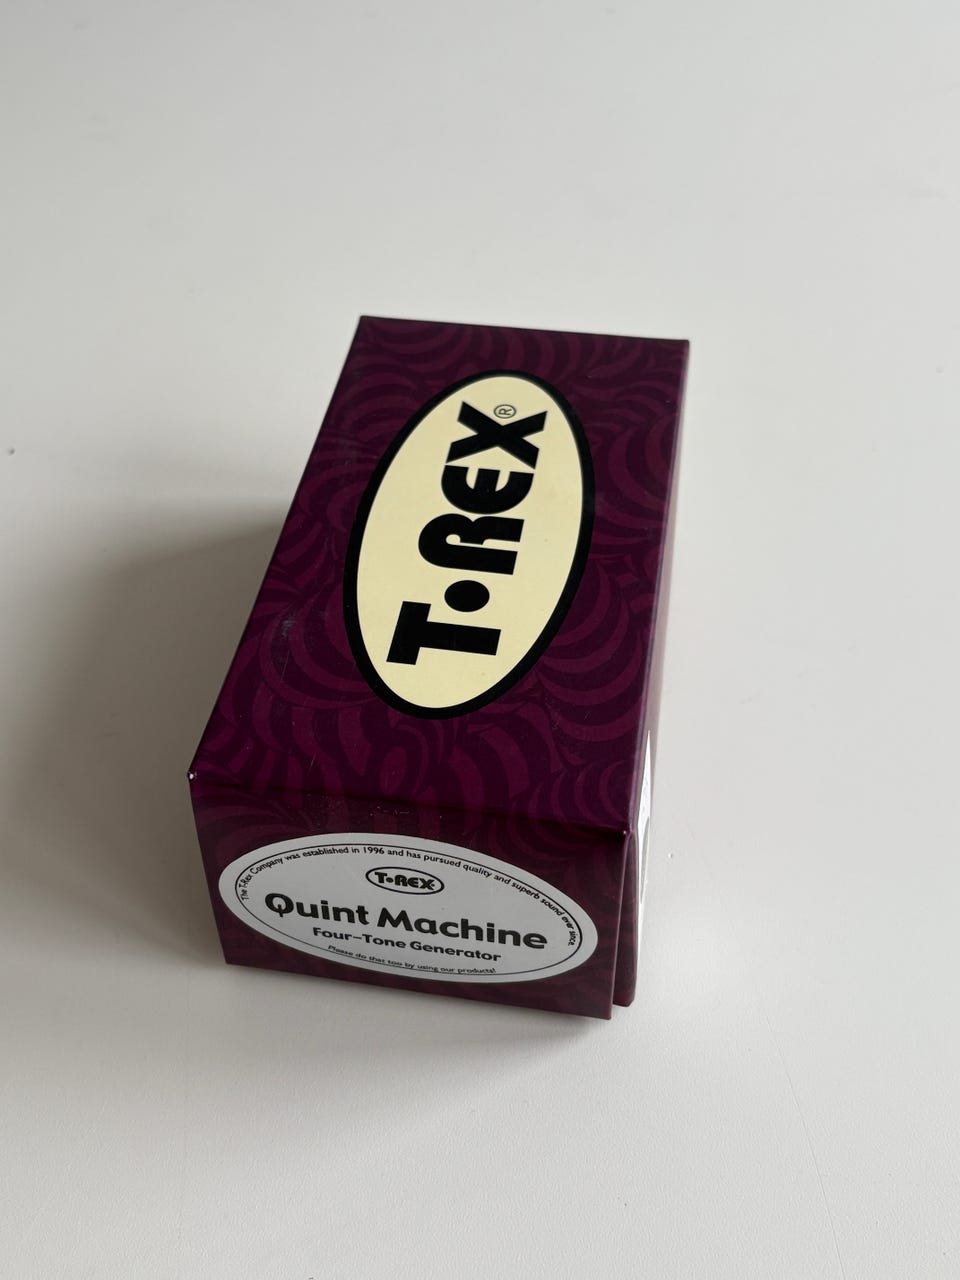 T•REX®
The T-Rex Company was established in 1996 and has pursued quality and superb sound ever since.
T•REX
Quint Machine
Four-Tone Generator
Please do that too by using our products!